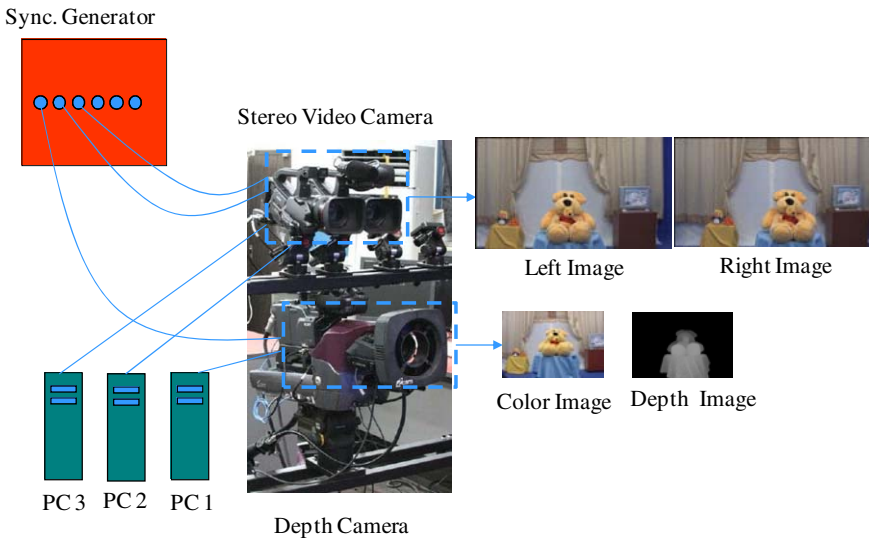 Sync. Generator
Stereo Video Camera
Left Image
Right Image
Color Image
Depth Image
PC 3
PC 2
PC 1
Depth Camera